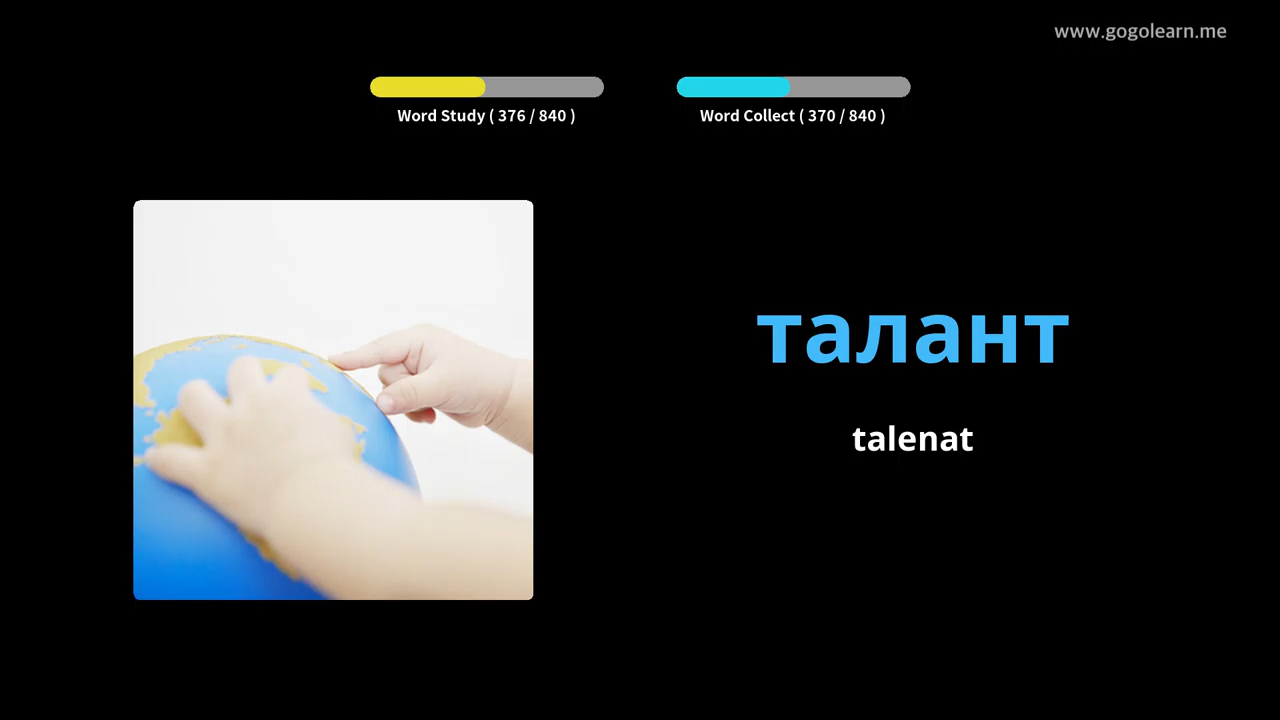 www.gogolearn.me
Word Study ( 376 / 840 )
Word Collect ( 370 / 840 )
талант
talenat